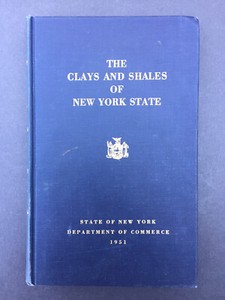 THE
CLAYS AND SHALES
OF
NEW YORK STATE
STATE OF NEW YORK
DEPARTMENT OF COMMERCE
1951